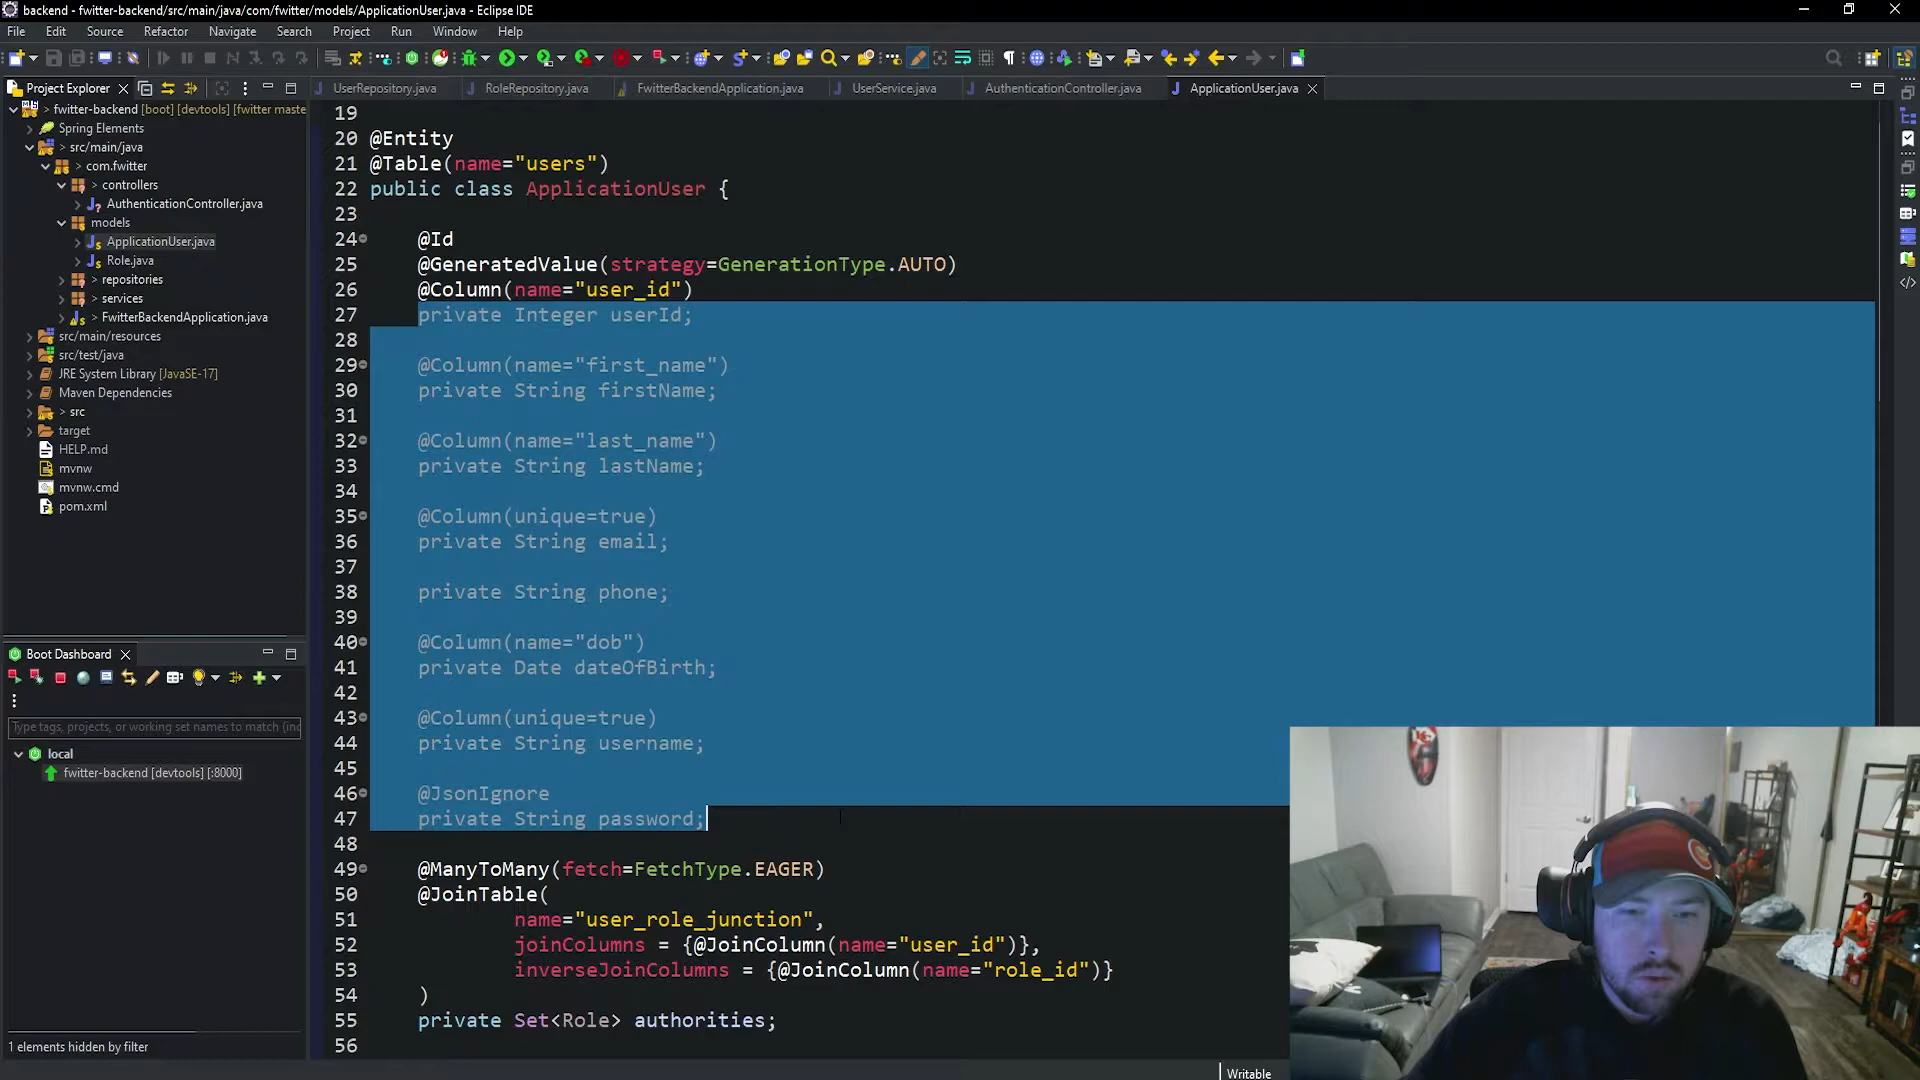 backend - fwitter-backend/src/main/java/com/fwitter/models/ApplicationUser.java - Eclipse IDE
File Edit Source Refactor Navigate Search Project Run Window Help
Project Explorer
UserRepository.java
RoleRepository.java
FwitterBackendApplication.java
UserService.java
AuthenticationController.java
ApplicationUser.java
> fwitter-backend [boot] [devtools] [fwitter maste
Spring Elements
> src/main/java
> com.fwitter
> controllers
AuthenticationController.java
models
ApplicationUser.java
Role.java
> repositories
> services
> FwitterBackendApplication.java
src/main/resources
src/test/java
JRE System Library [JavaSE-17]
Maven Dependencies
> src
target
HELP.md
mvnw
mvnw.cmd
pom.xml
Boot Dashboard
Type tags, projects, or working set names to match (inc
local
fwitter-backend [devtools] [:8000]
1 elements hidden by filter
19
20 @Entity
21 @Table(name="users")
22 public class ApplicationUser {
23
24 @Id
25 @GeneratedValue(strategy=GenerationType.AUTO)
26 @Column(name="user_id")
27 private Integer userId;
28
29 @Column(name="first_name")
30 private String firstName;
31
32 @Column(name="last_name")
33 private String lastName;
34
35 @Column(unique=true)
36 private String email;
37
38 private String phone;
39
40 @Column(name="dob")
41 private Date dateOfBirth;
42
43 @Column(unique=true)
44 private String username;
45
46 @JsonIgnore
47 private String password;
48
49 @ManyToMany(fetch=FetchType.EAGER)
50 @JoinTable(
51 name="user_role_junction",
52 joinColumns = {@JoinColumn(name="user_id")},
53 inverseJoinColumns = {@JoinColumn(name="role_id")}
54 )
55 private Set<Role> authorities;
56
Writable